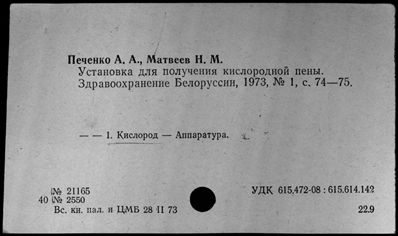 Печенко А. А., Матвеев Н. М.
Установка для получения кислородной пены.
Здравоохранение Белоруссии, 1973, № 1, с. 74—75.
— — 1. Кислород — Аппаратура.
№ 21165
40 № 2550
Вс. кн. пал. и ЦМБ 28 II 73
УДК 615.472-08 : 615.614.142
22.9